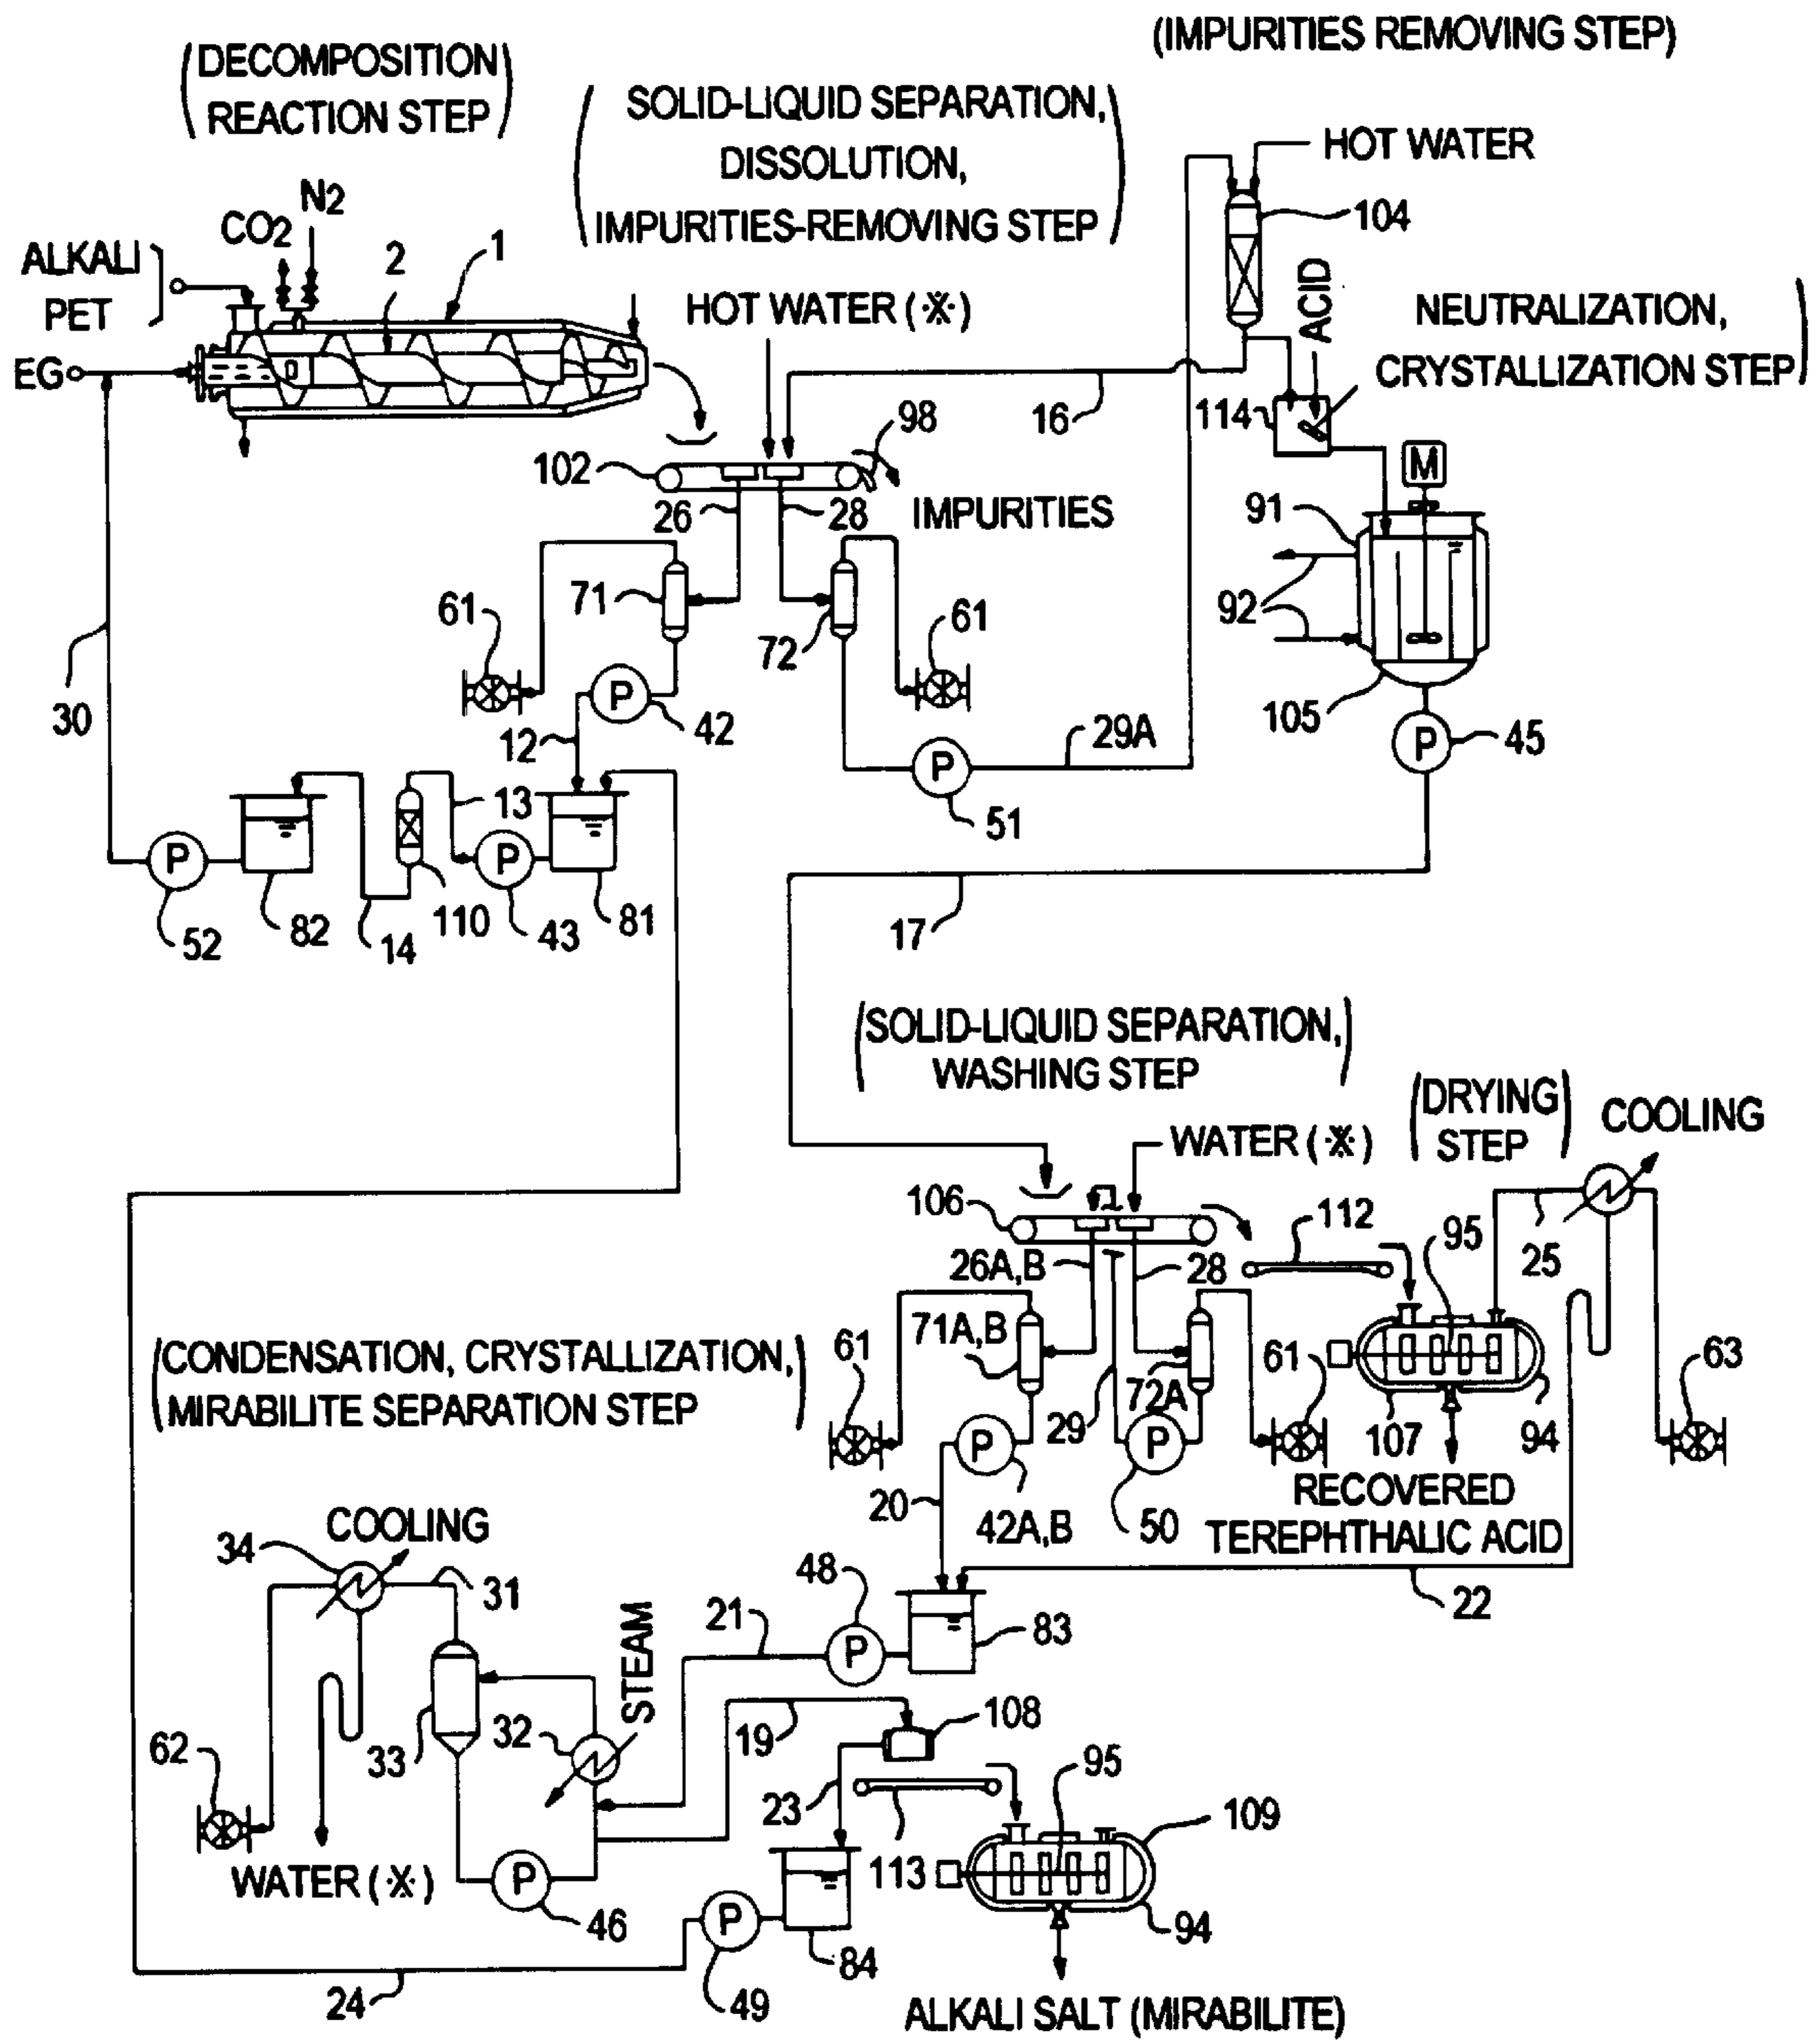 (IMPURITIES REMOVING STEP)
(DECOMPOSITION
REACTION STEP)
(SOLID-LIQUID SEPARATION,
DISSOLUTION,
IMPURITIES-REMOVING STEP)
HOT WATER
104
N2
CO2
ALKALI
PET
2
1
HOT WATER (※)
ACID
NEUTRALIZATION,
CRYSTALLIZATION STEP)
EG
16
114
98
102
M
26
28
IMPURITIES
91
71
61
72
61
92
30
P
42
12
29A
105
P
45
13
P
51
P
P
52
82
14
110
43
81
17
(SOLID-LIQUID SEPARATION,
WASHING STEP)
(DRYING
STEP)
COOLING
WATER (※)
106
112
95
25
26A,B
28
71A,B
(CONDENSATION, CRYSTALLIZATION,
MIRABILITE SEPARATION STEP)
61
72A
61
63
29
P
P
107
94
RECOVERED
TEREPHTHALIC ACID
20
42A,B
50
COOLING
34
31
48
22
STEAM
21
P
83
19
108
32
62
33
95
23
109
WATER (※)
P
46
113
P
94
84
24
49
ALKALI SALT (MIRABILITE)